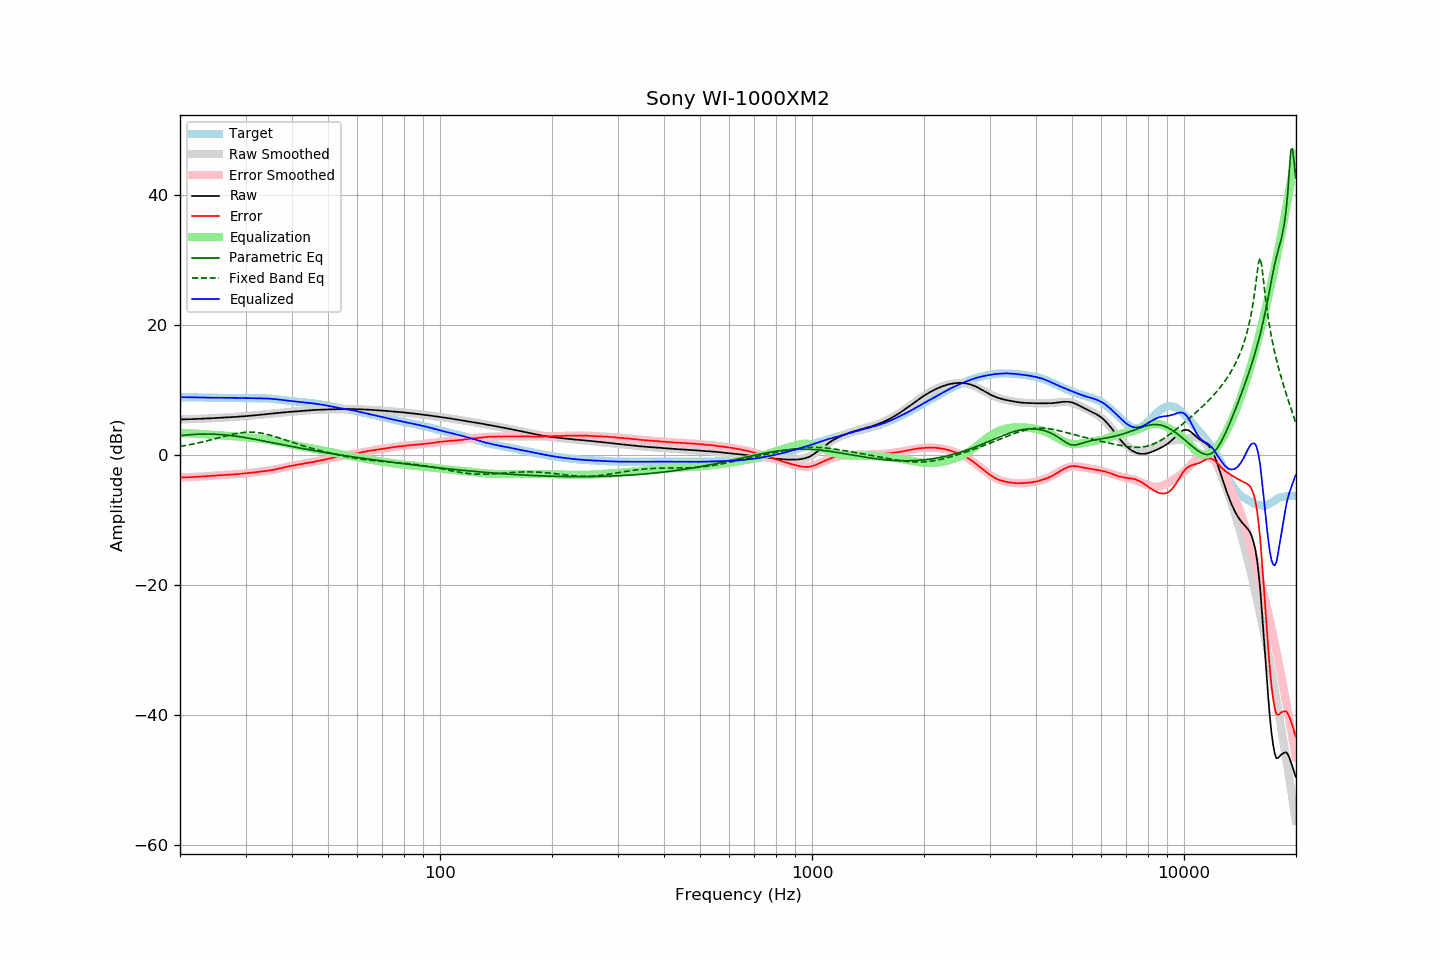 Sony WI-1000XM2
Target
Raw Smoothed
Error Smoothed
Raw
Error
Equalization
Parametric Eq
Fixed Band Eq
Equalized
Amplitude (dBr)
40
20
0
−20
−40
−60
100
1000
10000
Frequency (Hz)